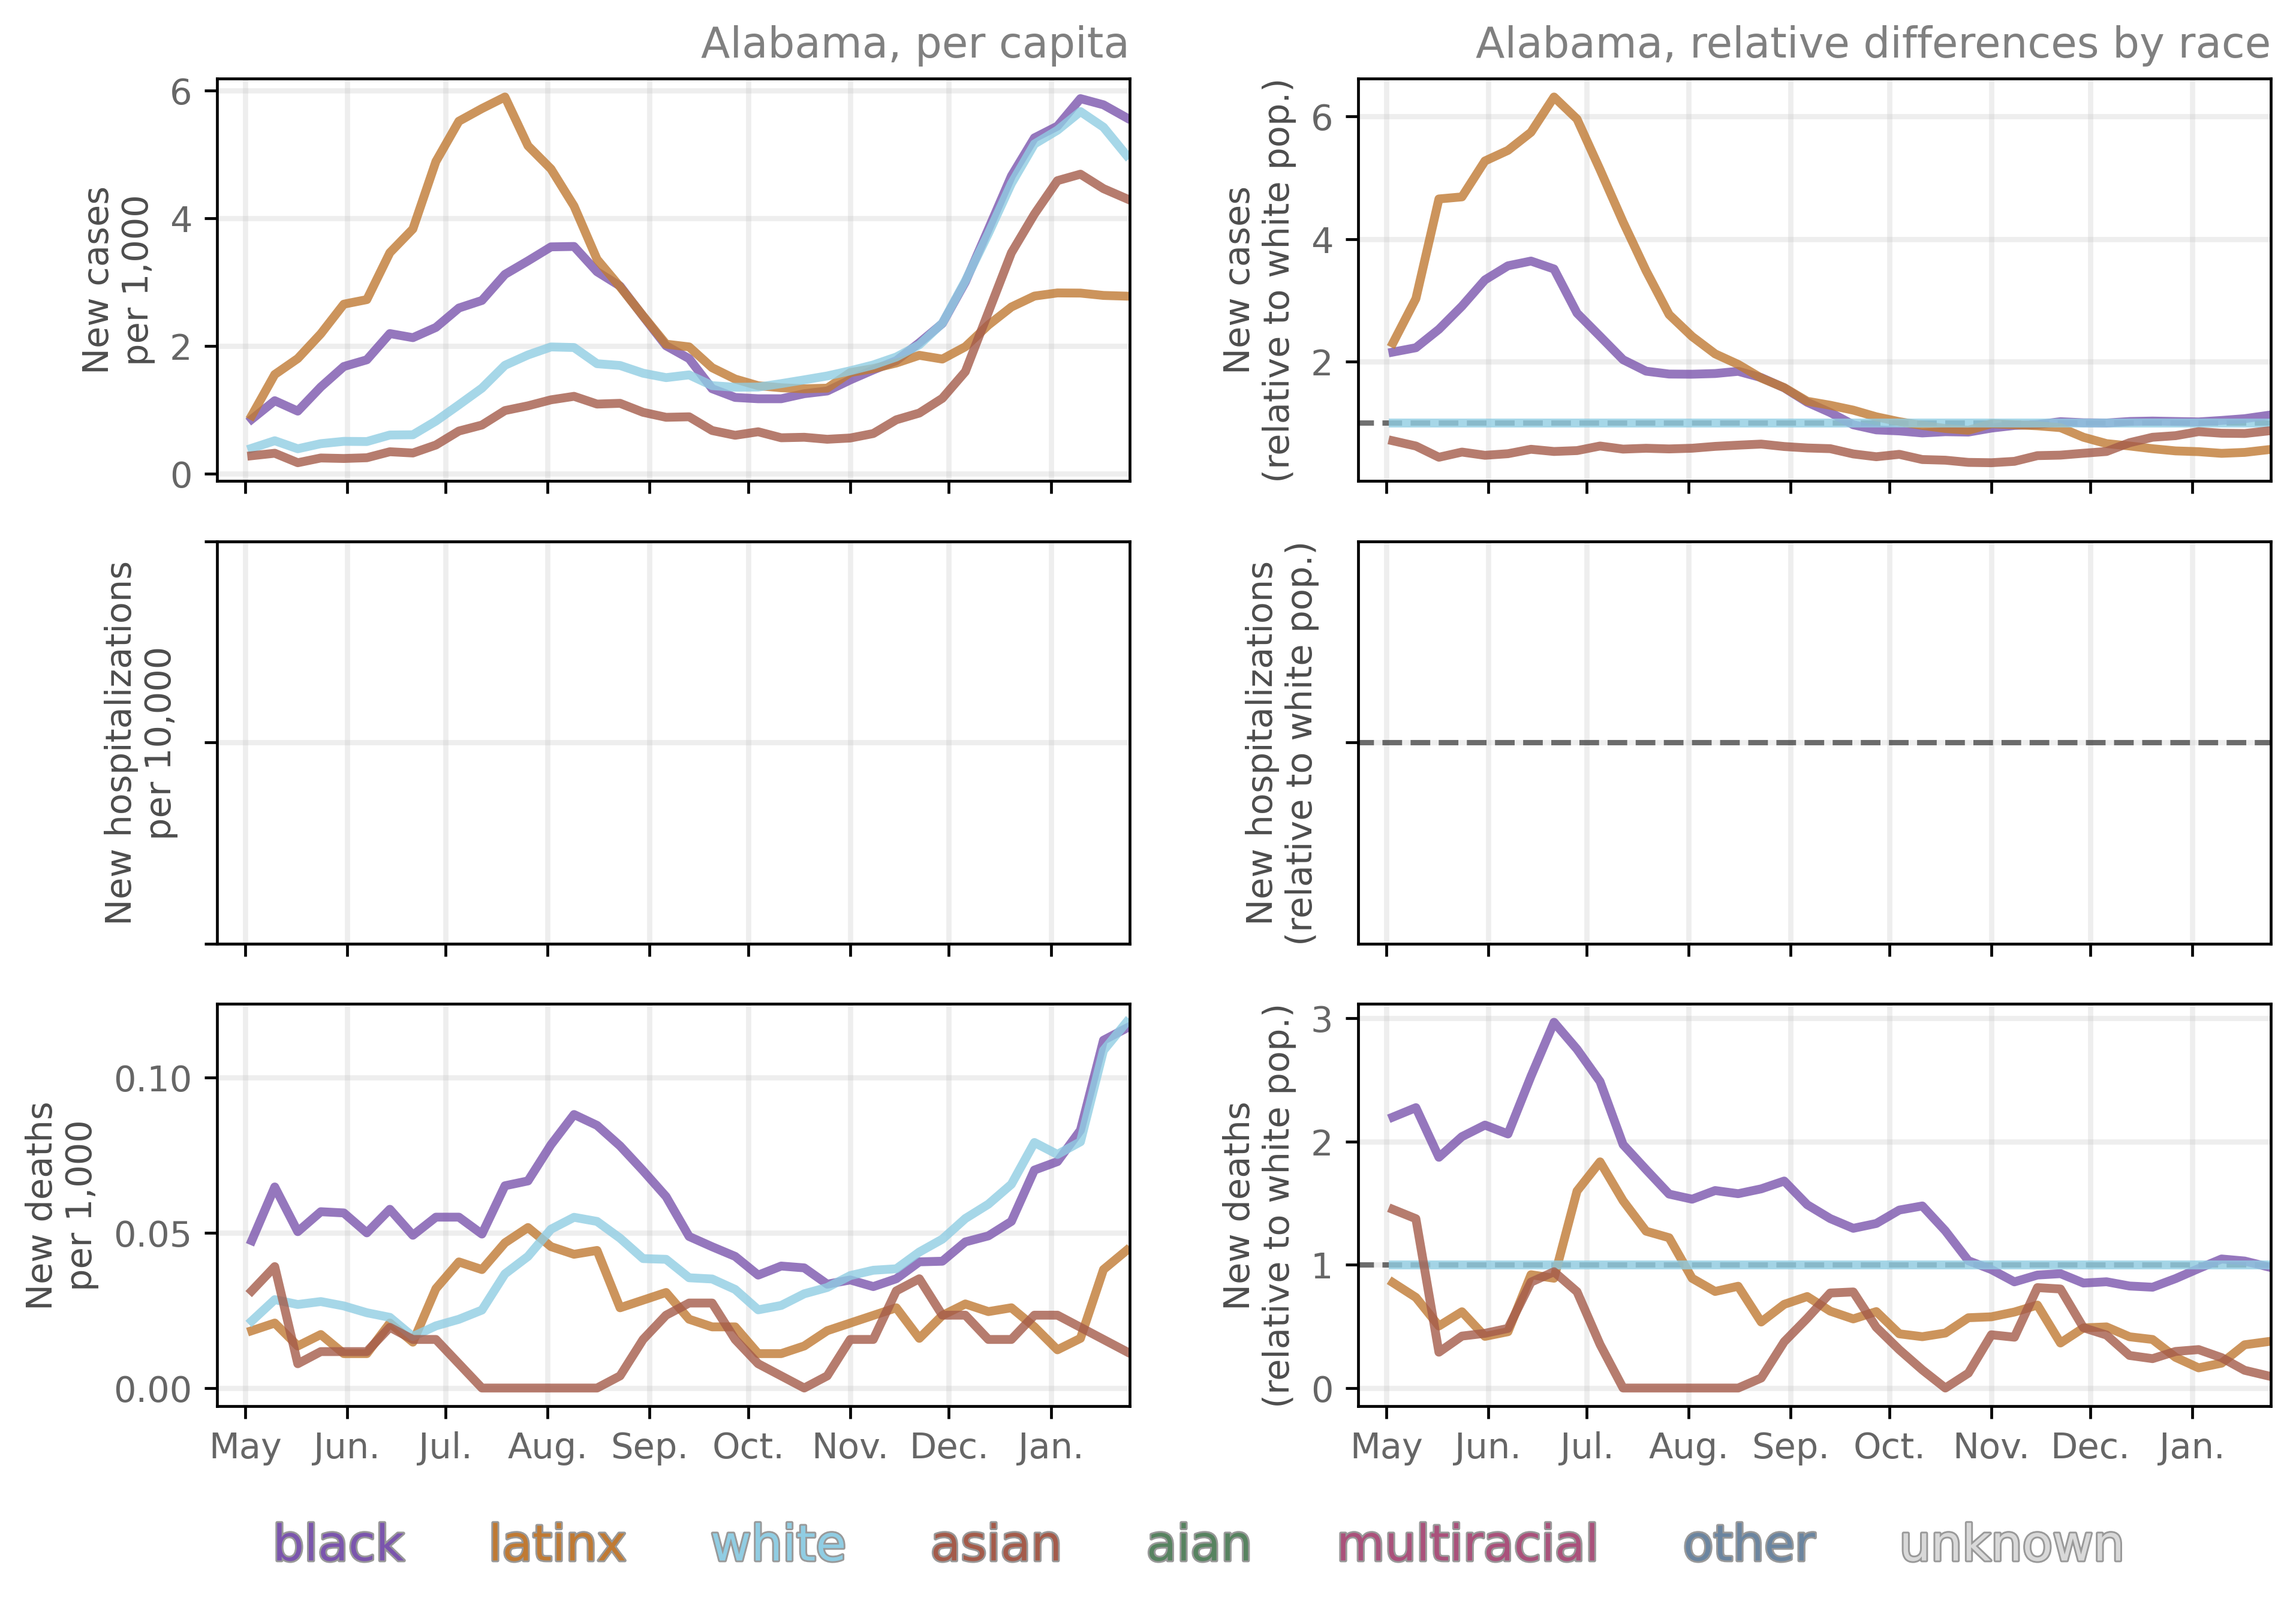 Alabama, per capita
Alabama, relative differences by race
New cases
per 1,000
6
4
2
0
New cases
(relative to white pop.)
6
4
2
New hospitalizations
per 10,000
New hospitalizations
(relative to white pop.)
New deaths
per 1,000
0.10
0.05
0.00
May Jun. Jul. Aug. Sep. Oct. Nov. Dec. Jan.
New deaths
(relative to white pop.)
3
2
1
0
May Jun. Jul. Aug. Sep. Oct. Nov. Dec. Jan.
black latinx white asian aian multiracial other unknown